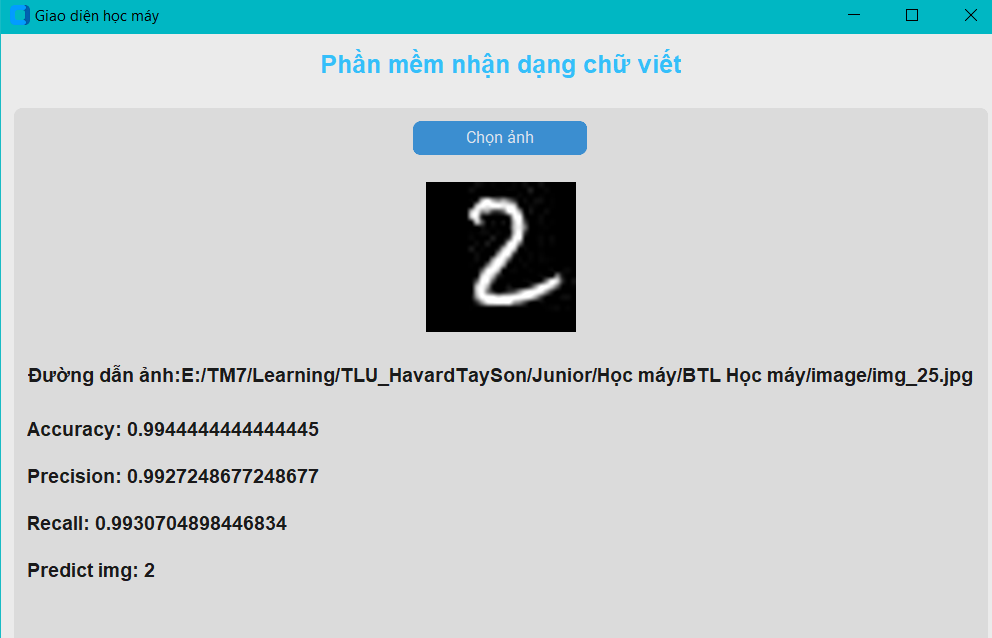 Giao diện học máy
Phần mềm nhận dạng chữ viết
Chọn ảnh
2
Đường dẫn ảnh:E:/TM7/Learning/TLU_HavardTaySon/Junior/Học máy/BTL Học máy/image/img_25.jpg
Accuracy: 0.9944444444444445
Precision: 0.9927248677248677
Recall: 0.9930704898446834
Predict img: 2